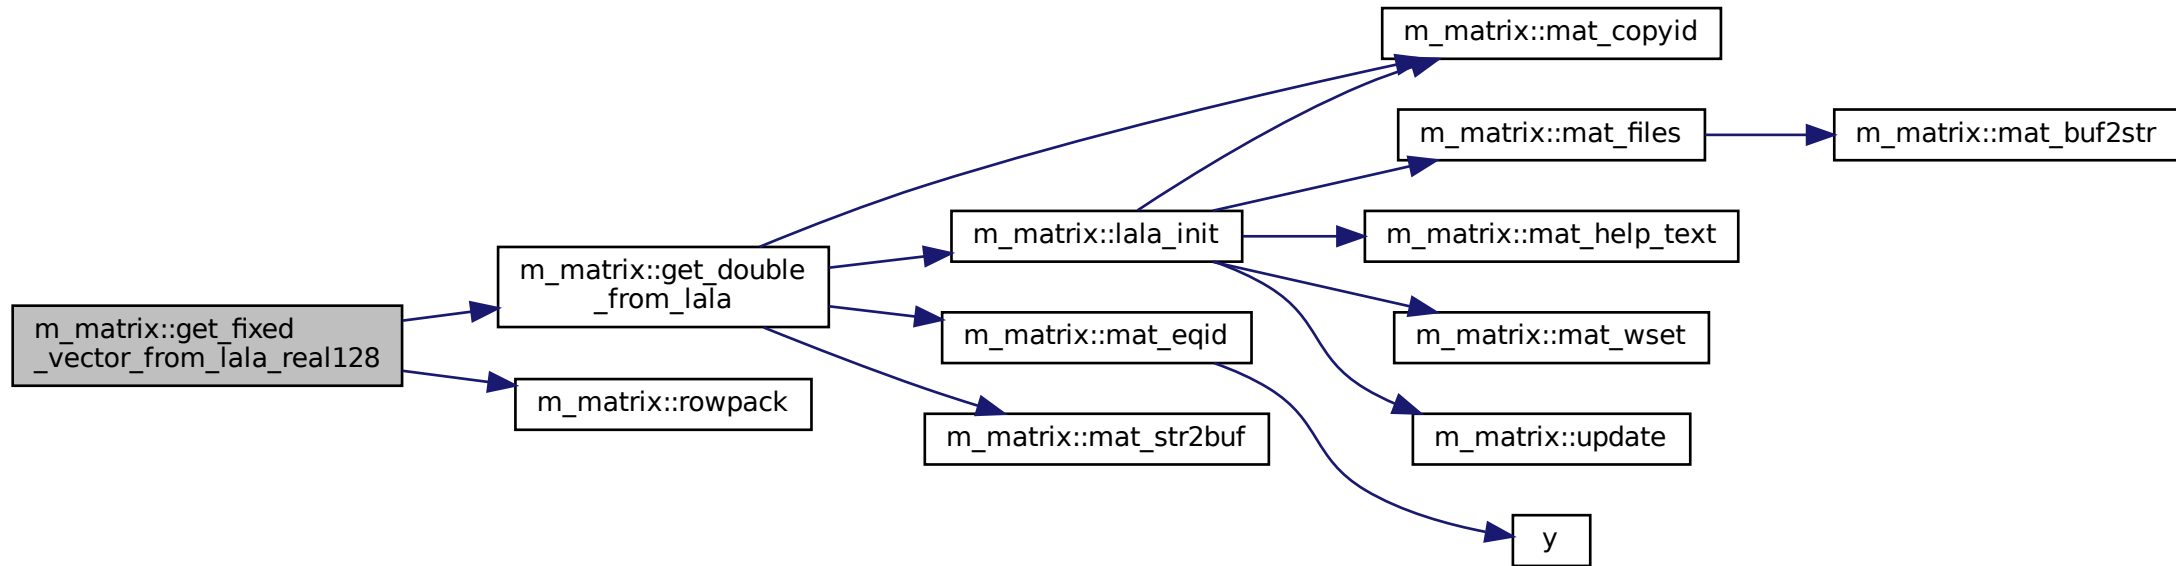 m_matrix::mat_copyid
m_matrix::mat_files
m_matrix::mat_buf2str
m_matrix::lala_init
m_matrix::mat_help_text
m_matrix::get_double
_from_lala
m_matrix::get_fixed
_vector_from_lala_real128
m_matrix::mat_eqid
m_matrix::mat_wset
m_matrix::rowpack
m_matrix::mat_str2buf
m_matrix::update
y